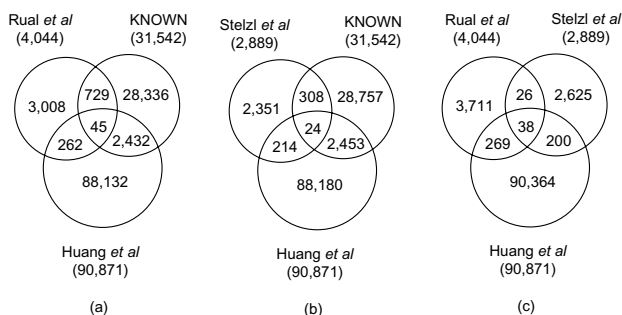 Rual et al
(4,044)
KNOWN
(31,542)
3,008
729
28,336
45
262
2,432
88,132
Huang et al
(90,871)
(a)
Stelzl et al
(2,889)
KNOWN
(31,542)
2,351
308
28,757
24
214
2,453
88,180
Huang et al
(90,871)
(b)
Rual et al
(4,044)
Stelzl et al
(2,889)
3,711
26
2,625
38
269
200
90,364
Huang et al
(90,871)
(c)